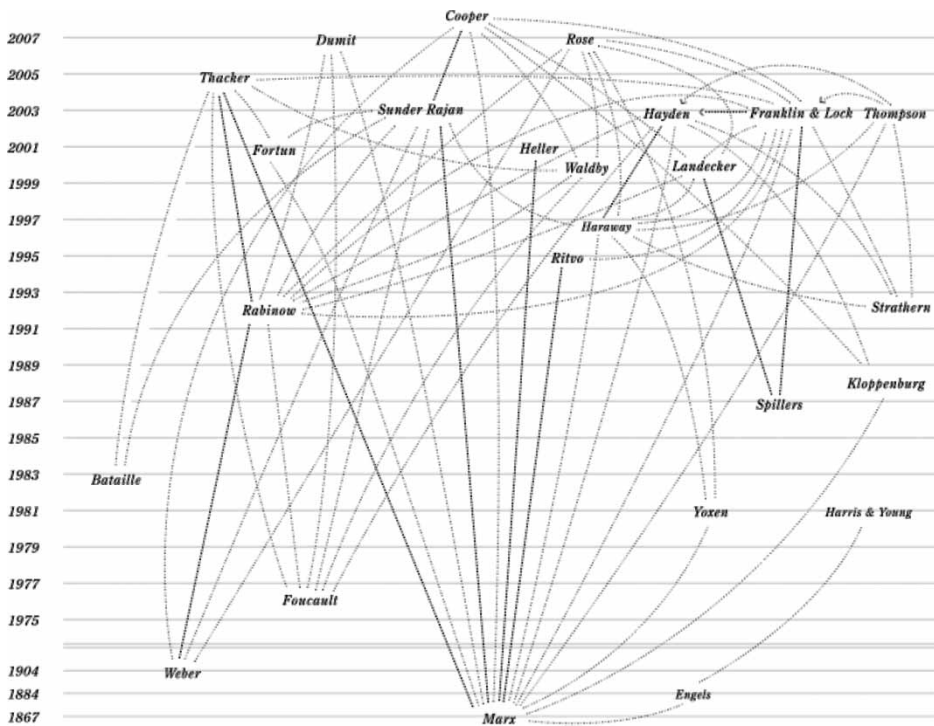 Cooper
2007
Dumit
Rose
2005
Thacker
2003
Sunder Rajan
Hayden
Franklin & Lock
Thompson
2001
Fortun
Heller
Waldby
Landecker
1999
1997
Haraway
1995
Ritvo
1993
Rabinow
Strathern
1991
1989
Kloppenburg
1987
Spillers
1985
1983
Bataille
1981
Yoxen
Harris & Young
1979
1977
Foucault
1975
1904
Weber
1884
Engels
1867
Marx